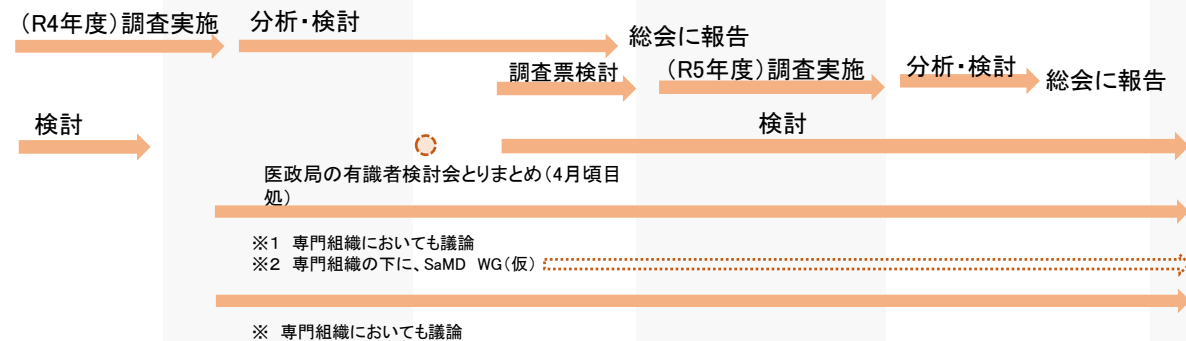 （R4年度）調査実施
分析・検討
総会に報告
調査票検討
（R5年度）調査実施
分析・検討
総会に報告
検討
検討
医政局の有識者検討会とりまとめ（4月頃目
処）
※１　専門組織においても議論
※２　専門組織の下に、SaMD　WG（仮）
※　専門組織においても議論